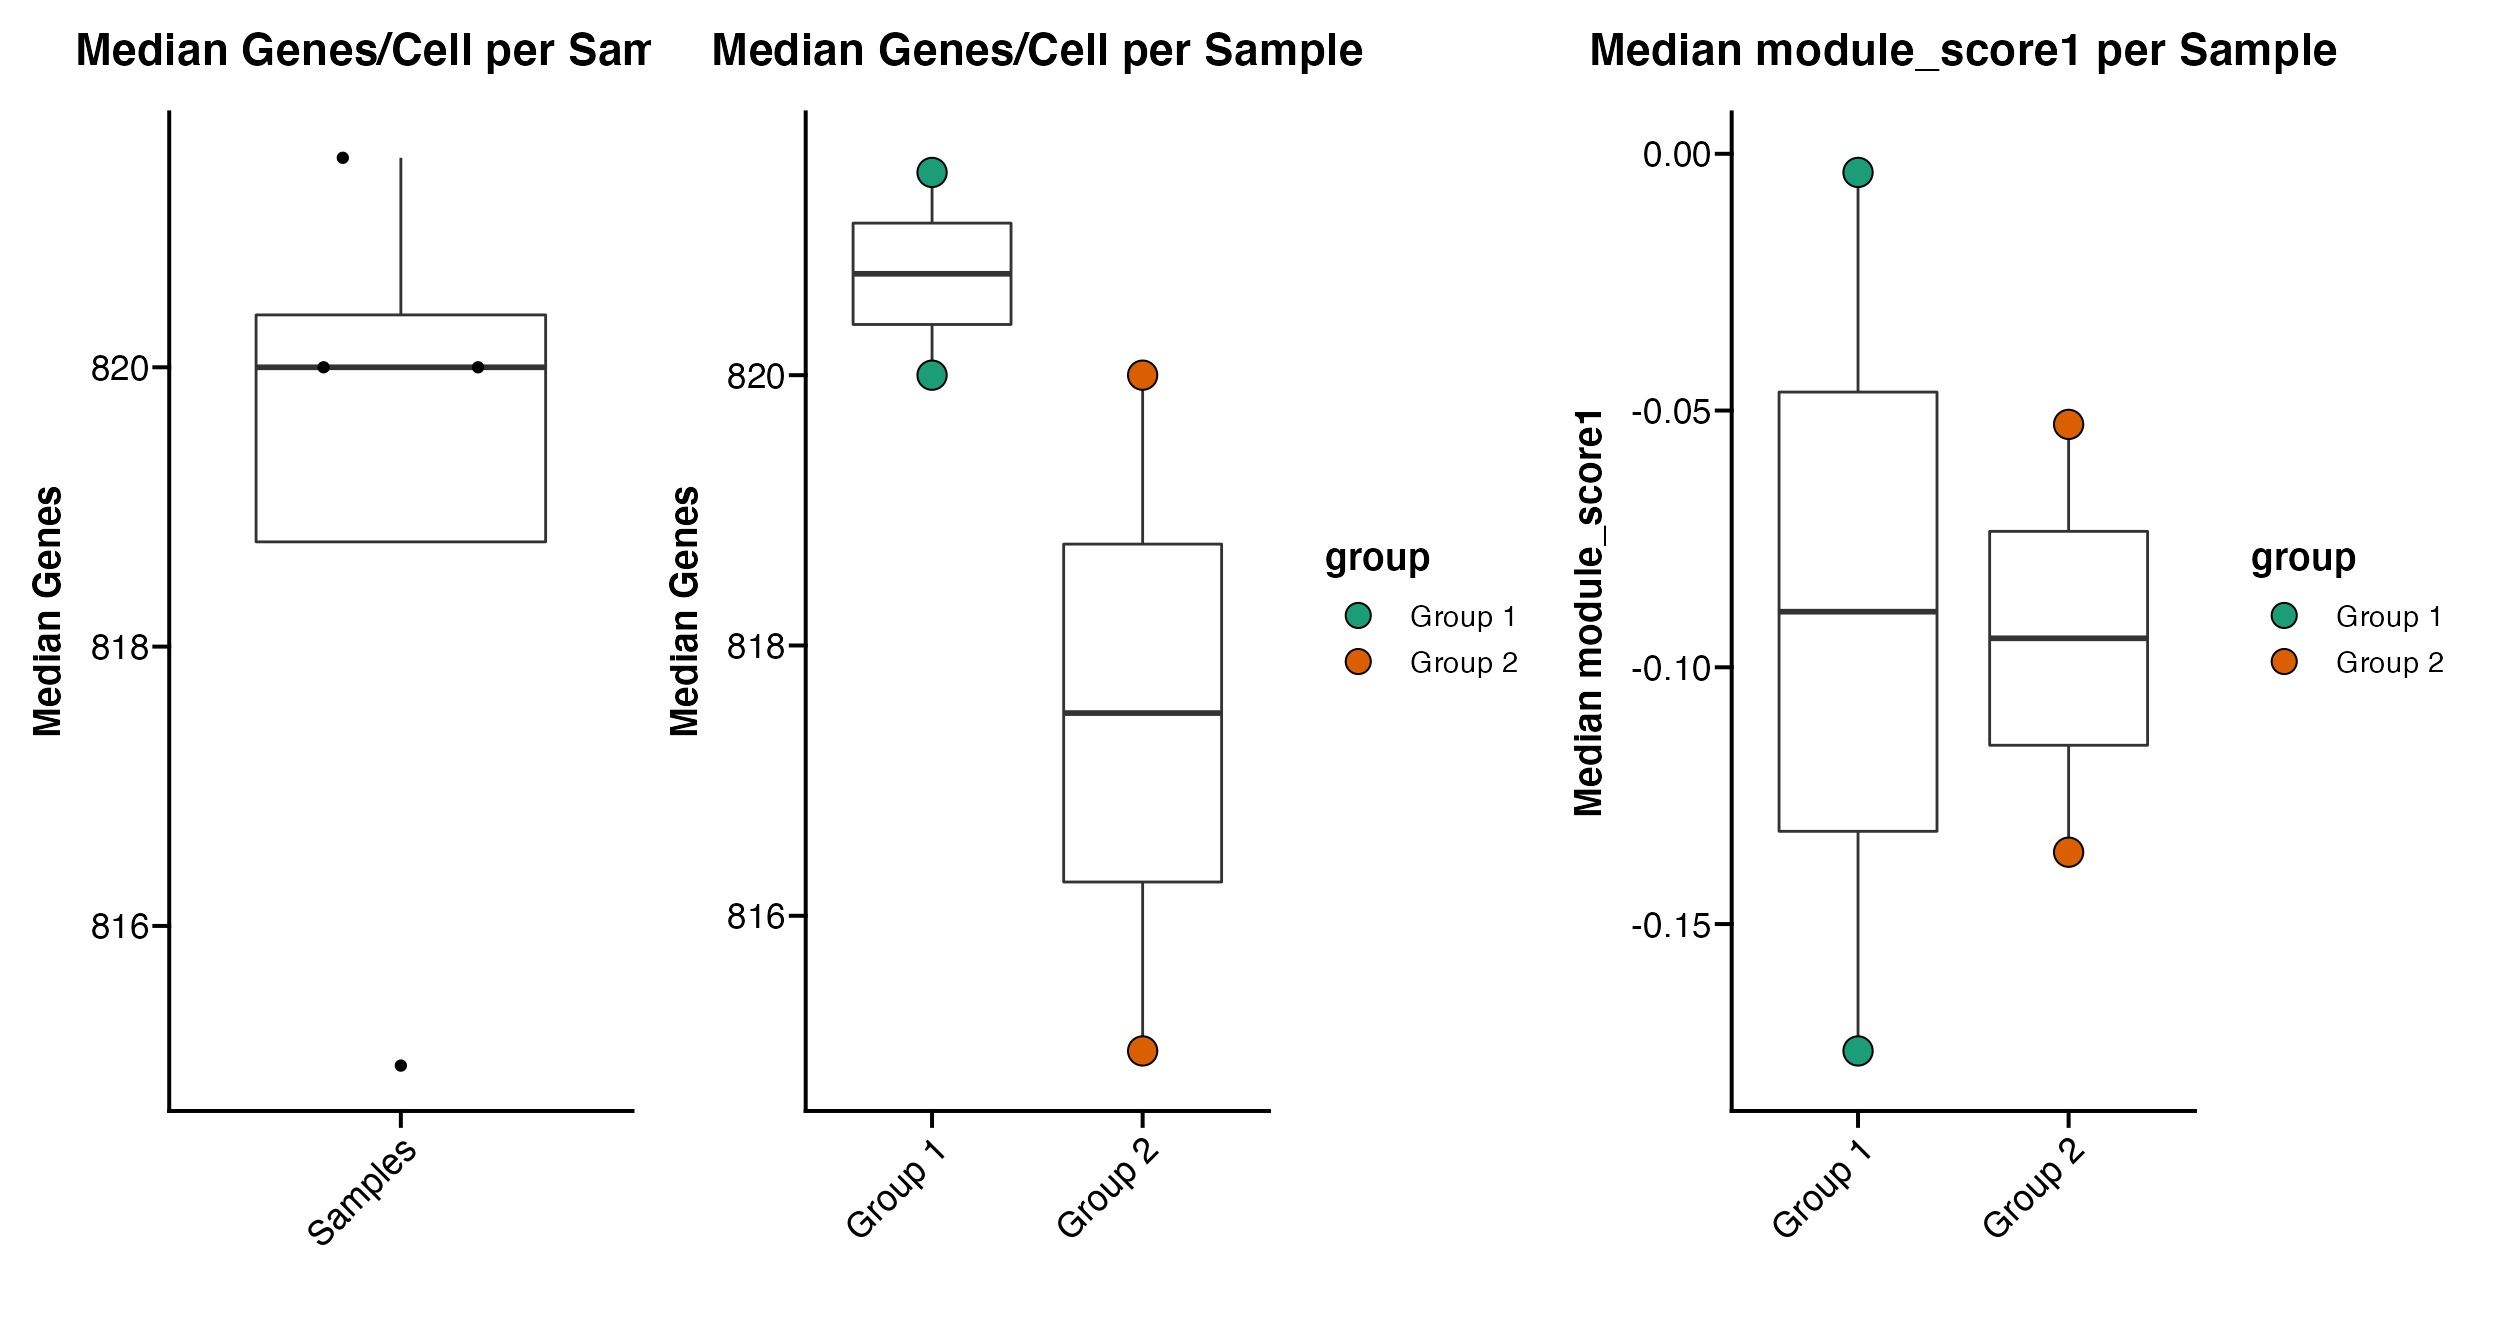 Median Genes/Cell per Sam
Median Genes
820
818
816
Samples
Median Genes/Cell per Sample
Median Genes
820
818
816
Group 1
Group 2
group
Group 1
Group 2
Median module_score1 per Sample
Median module_score1
0.00
-0.05
-0.10
-0.15
Group 1
Group 2
group
Group 1
Group 2